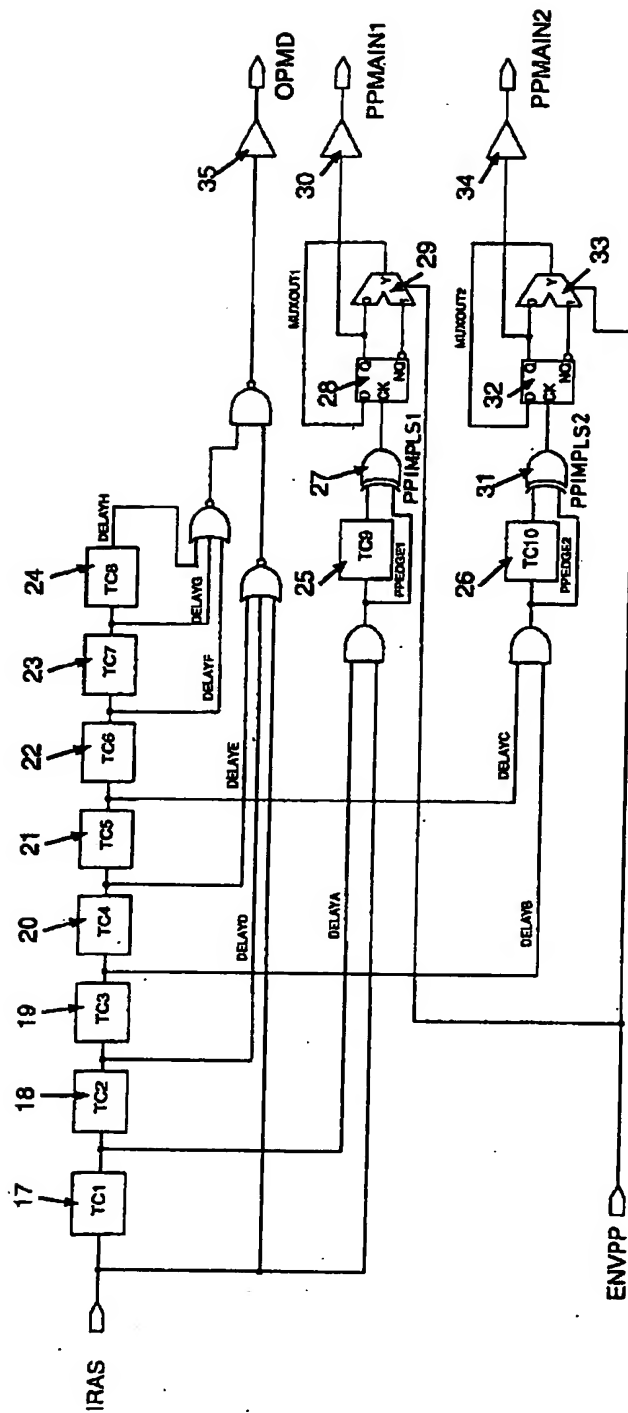 17
18
19
20
21
22
23
24
TC1
TC2
TC3
TC4
TC5
TC6
TC7
TC8
DELAYH
DELAYG
DELAYF
DELAYE
DELAYD
DELAYA
DELAYC
DELAYB
IRAS
35
OPMD
25
TC9
PPEDGE1
27
PPIMPLS1
28
D
Q
CK
NQ
MUXOUT1
Y
29
30
PPMAIN1
26
TC10
PPEDGE2
31
PPIMPLS2
32
D
Q
CK
NQ
MUXOUT2
Y
33
34
PPMAIN2
ENVPP